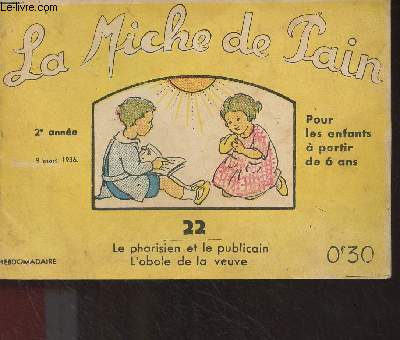 Le-livre.com
La Miche de Pain
2e année
8 mars 1936.
Pour
les enfants
à partir
de 6 ans
22
Le pharisien et le publicain
L'obole de la veuve
HEBDOMADAIRE
0f30